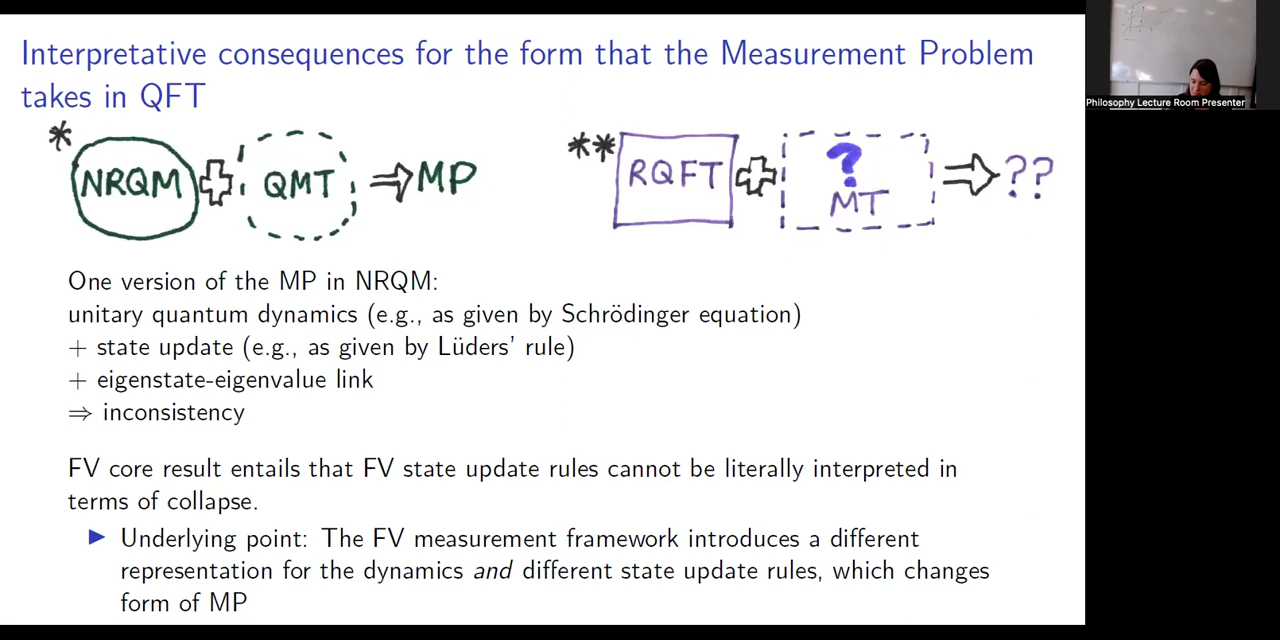 Interpretative consequences for the form that the Measurement Problem
takes in QFT
* NRQM + QMT ⇒ MP
** RQFT + ? MT ⇒ ??
One version of the MP in NRQM:
unitary quantum dynamics (e.g., as given by Schrödinger equation)
+ state update (e.g., as given by Lüders' rule)
+ eigenstate-eigenvalue link
⇒ inconsistency
FV core result entails that FV state update rules cannot be literally interpreted in
terms of collapse.
▶ Underlying point: The FV measurement framework introduces a different
representation for the dynamics and different state update rules, which changes
form of MP
Philosophy Lecture Room Presenter